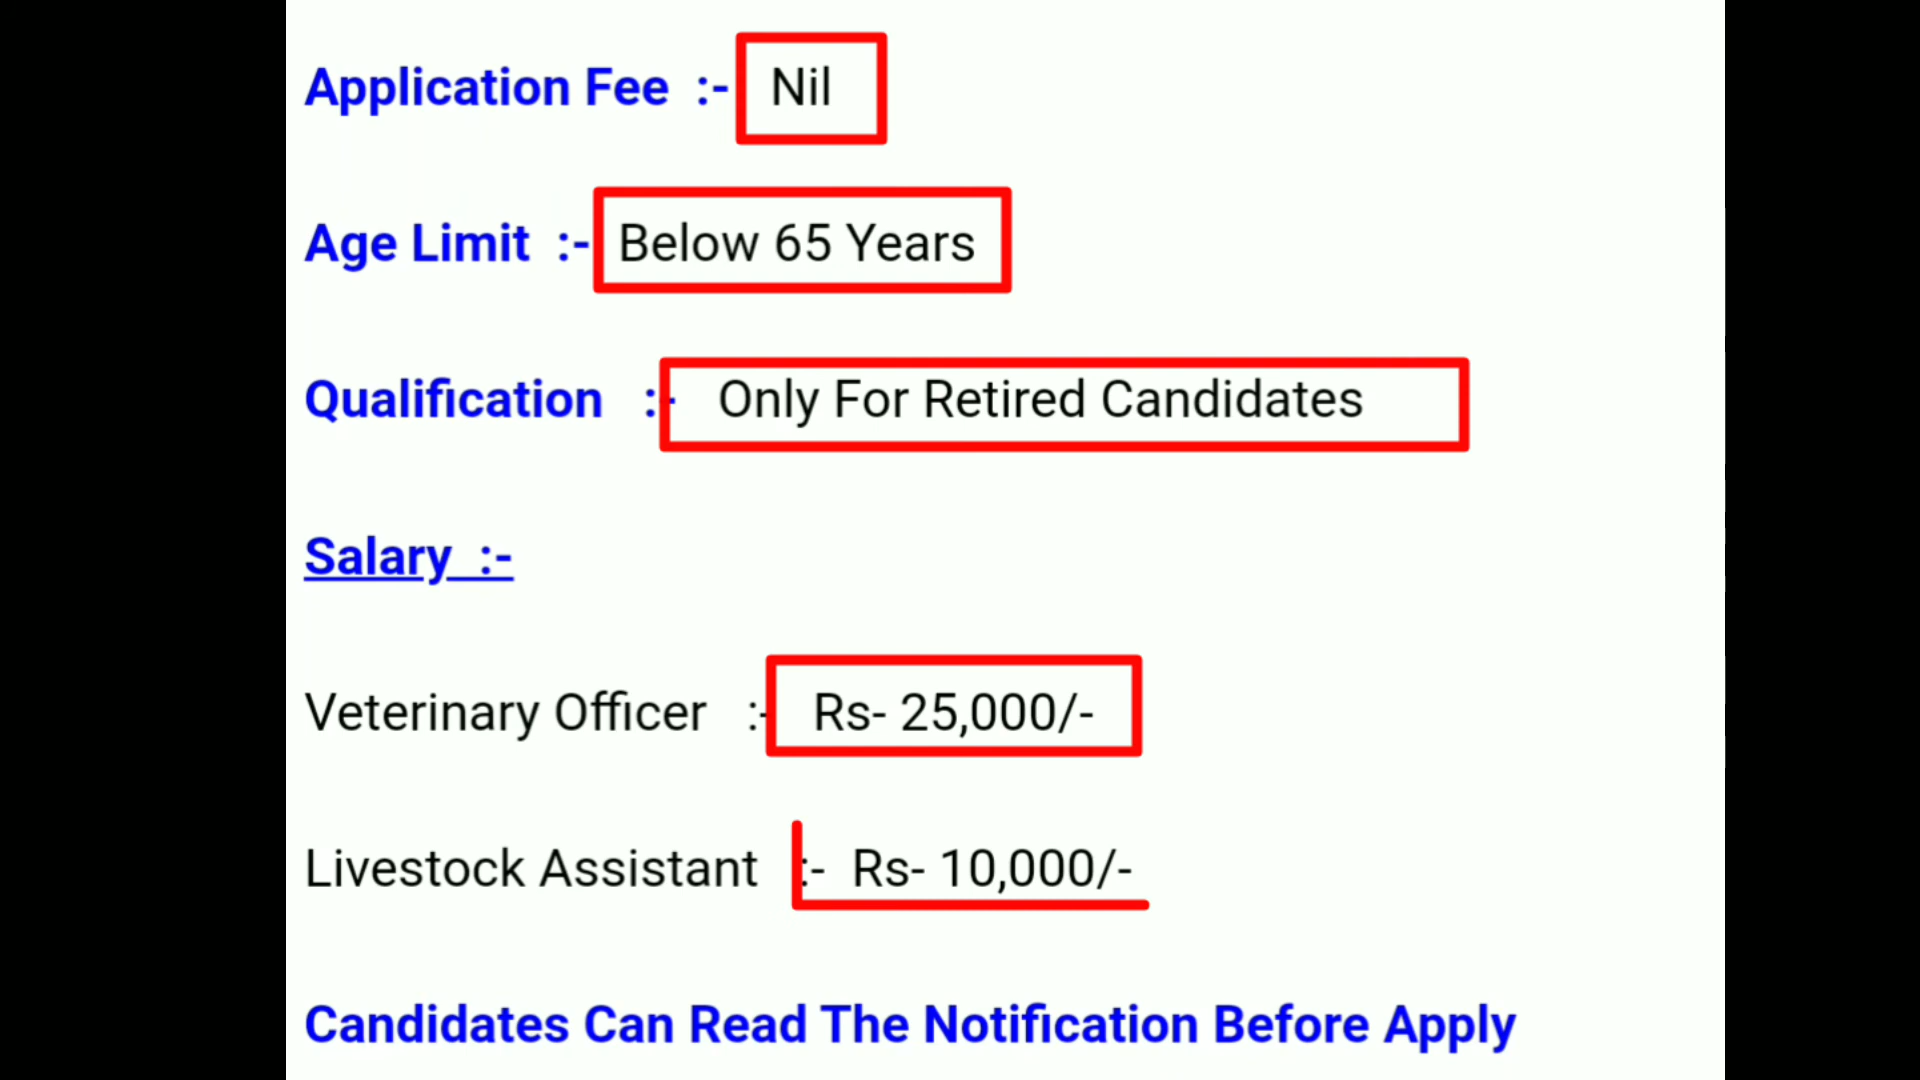 Application Fee :- Nil
Age Limit :- Below 65 Years
Qualification :- Only For Retired Candidates
Salary :-
Veterinary Officer :- Rs- 25,000/-
Livestock Assistant :- Rs- 10,000/-
Candidates Can Read The Notification Before Apply